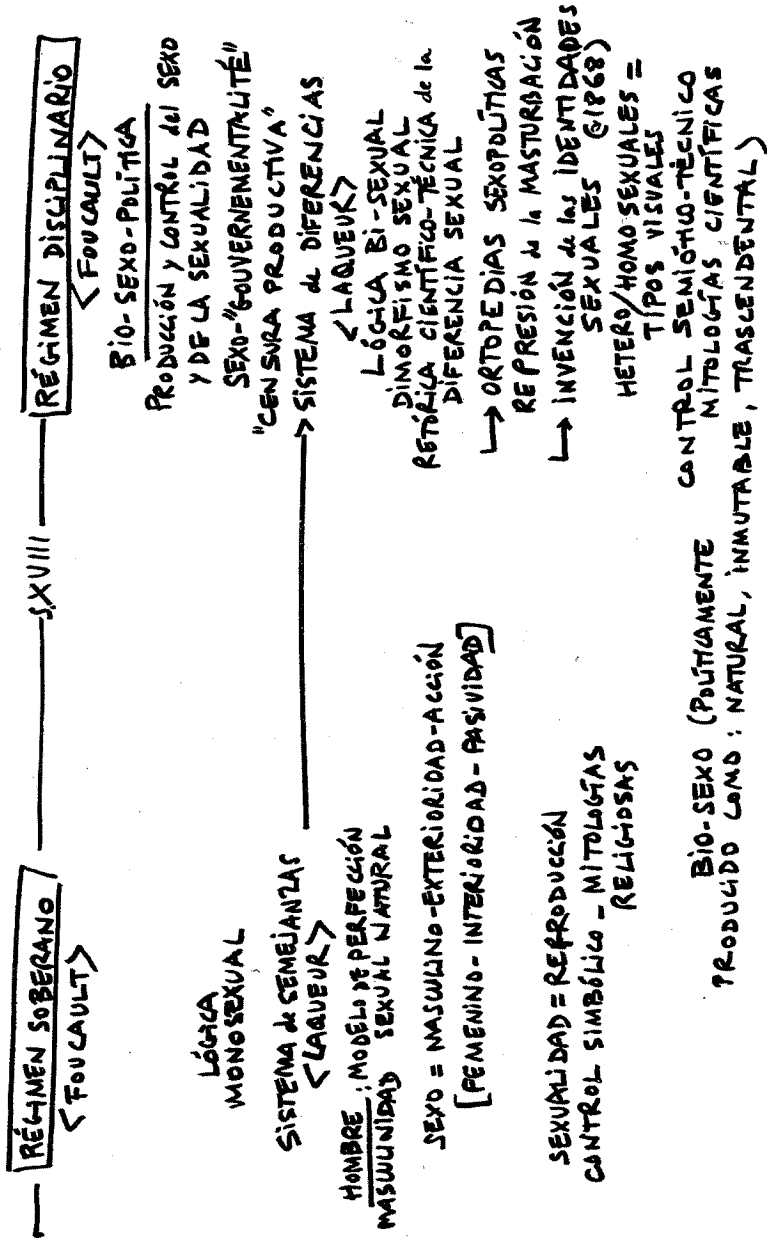 RÉGIMEN SOBERANO
<FOUCAULT>
LÓGICA
MONOSEXUAL
SISTEMA de SEMEJANZAS
<LAQUEUR>
HOMBRE: MODELO DE PERFECCIÓN
MASCULINIDAD SEXUAL NATURAL
SEXO = MASCULINO-EXTERIORIDAD-ACCIÓN
[FEMENINO-INTERIORIDAD-PASIVIDAD]
SEXUALIDAD = REPRODUCCIÓN
CONTROL SIMBÓLICO - MITOLOGÍAS
RELIGIOSAS
S.XVIII
RÉGIMEN DISCIPLINARIO
<FOUCAULT>
BIO-SEXO-POLÍTICA
PRODUCCIÓN y CONTROL del SEXO
Y DE LA SEXUALIDAD
SEXO-"GOUVERNEMENTALITÉ"
"CENSURA PRODUCTIVA"
> SISTEMA de DIFERENCIAS
<LAQUEUR>
LÓGICA BI-SEXUAL
DIMORFISMO SEXUAL
RETÓRICA CIENTÍFICO-TÉCNICA de la
DIFERENCIA SEXUAL
→ ORTOPEDIAS SEXOPOLÍTICAS
REPRESIÓN de la MASTURBACIÓN
→ INVENCIÓN de las IDENTIDADES
SEXUALES (@1868)
HETERO/HOMOSEXUALES =
TIPOS VISUALES
CONTROL SEMIÓTICO-TÉCNICO
MITOLOGÍAS CIENTÍFICAS
BIO-SEXO (POLÍTICAMENTE
PRODUCIDO COMO: NATURAL, INMUTABLE, TRASCENDENTAL)